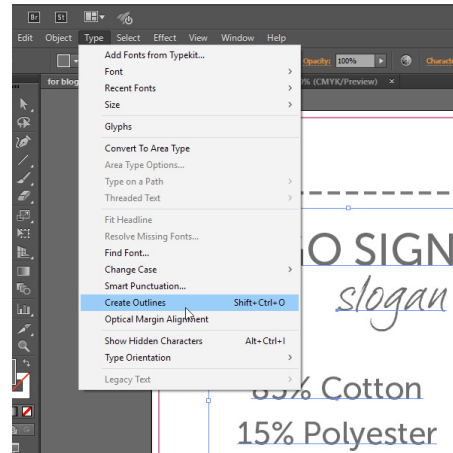 Br St
Edit Object Type Select Effect View Window Help
Add Fonts from Typekit...
Opacity: 100%
Font
for blog
% (CMYK/Preview) ×
Recent Fonts
Size
Glyphs
Convert To Area Type
Area Type Options...
Type on a Path
Threaded Text
Fit Headline
Resolve Missing Fonts...
Find Font...
GO SIGN
Change Case
Smart Punctuation...
Create Outlines Shift+Ctrl+O
slogan
Optical Margin Alignment
Show Hidden Characters Alt+Ctrl+I
Type Orientation
Legacy Text
85% Cotton
15% Polyester